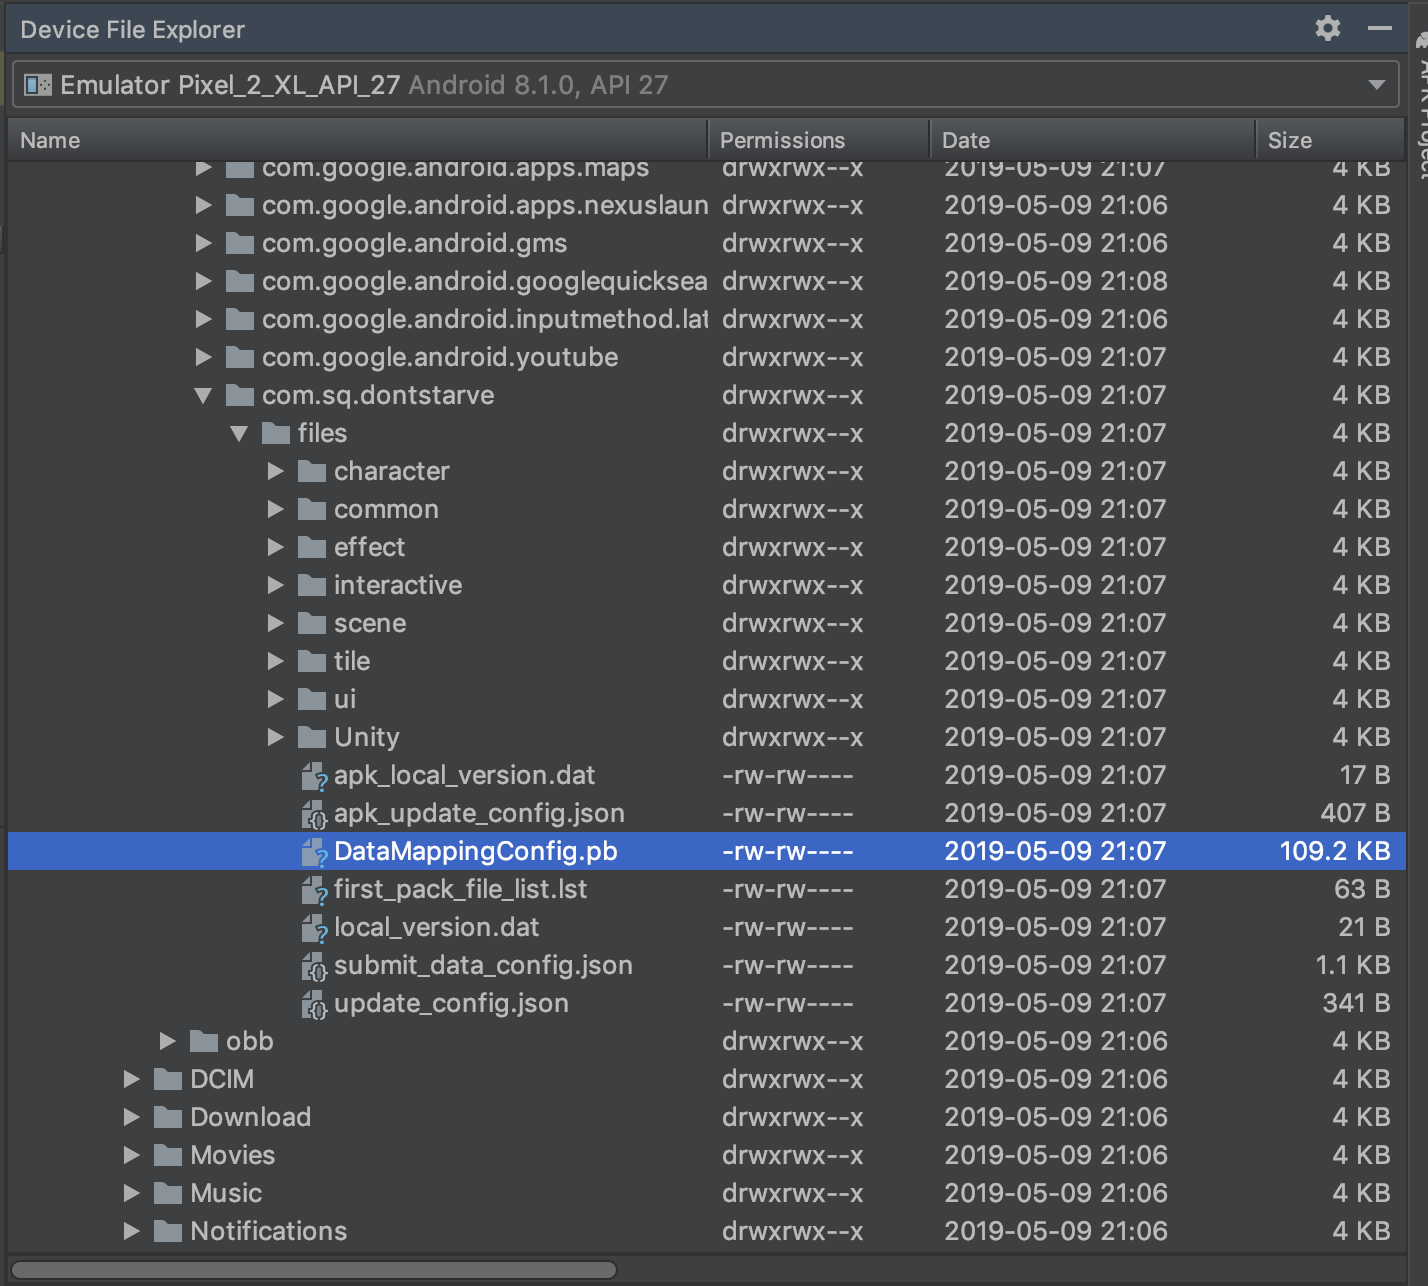 Device File Explorer
Emulator Pixel_2_XL_API_27 Android 8.1.0, API 27
Name Permissions Date Size
com.google.android.apps.maps drwxrwx--x 2019-05-09 21:07 4 KB
com.google.android.apps.nexuslaun drwxrwx--x 2019-05-09 21:06 4 KB
com.google.android.gms drwxrwx--x 2019-05-09 21:06 4 KB
com.google.android.googlequicksea drwxrwx--x 2019-05-09 21:08 4 KB
com.google.android.inputmethod.lat drwxrwx--x 2019-05-09 21:06 4 KB
com.google.android.youtube drwxrwx--x 2019-05-09 21:07 4 KB
com.sq.dontstarve drwxrwx--x 2019-05-09 21:07 4 KB
files drwxrwx--x 2019-05-09 21:07 4 KB
character drwxrwx--x 2019-05-09 21:07 4 KB
common drwxrwx--x 2019-05-09 21:07 4 KB
effect drwxrwx--x 2019-05-09 21:07 4 KB
interactive drwxrwx--x 2019-05-09 21:07 4 KB
scene drwxrwx--x 2019-05-09 21:07 4 KB
tile drwxrwx--x 2019-05-09 21:07 4 KB
ui drwxrwx--x 2019-05-09 21:07 4 KB
Unity drwxrwx--x 2019-05-09 21:07 4 KB
apk_local_version.dat -rw-rw---- 2019-05-09 21:07 17 B
apk_update_config.json -rw-rw---- 2019-05-09 21:07 407 B
DataMappingConfig.pb -rw-rw---- 2019-05-09 21:07 109.2 KB
first_pack_file_list.lst -rw-rw---- 2019-05-09 21:07 63 B
local_version.dat -rw-rw---- 2019-05-09 21:07 21 B
submit_data_config.json -rw-rw---- 2019-05-09 21:07 1.1 KB
update_config.json -rw-rw---- 2019-05-09 21:07 341 B
obb drwxrwx--x 2019-05-09 21:06 4 KB
DCIM drwxrwx--x 2019-05-09 21:06 4 KB
Download drwxrwx--x 2019-05-09 21:06 4 KB
Movies drwxrwx--x 2019-05-09 21:06 4 KB
Music drwxrwx--x 2019-05-09 21:06 4 KB
Notifications drwxrwx--x 2019-05-09 21:06 4 KB